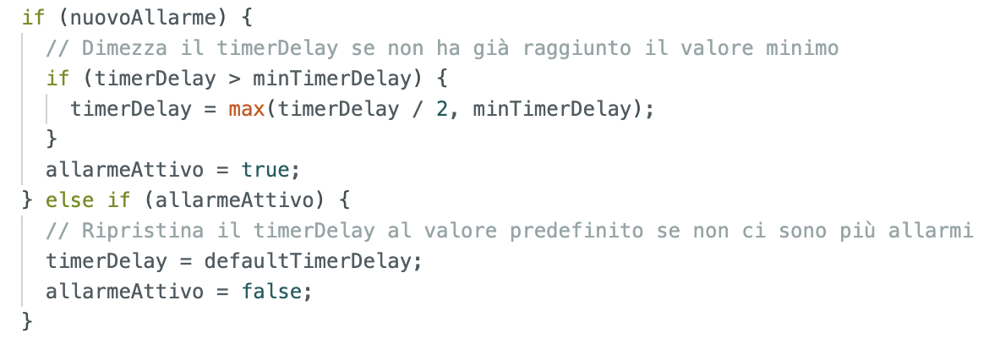 if (nuovoAllarme) {
  // Dimezza il timerDelay se non ha già raggiunto il valore minimo
  if (timerDelay > minTimerDelay) {
    timerDelay = max(timerDelay / 2, minTimerDelay);
  }
  allarmeAttivo = true;
} else if (allarmeAttivo) {
  // Ripristina il timerDelay al valore predefinito se non ci sono più allarmi
  timerDelay = defaultTimerDelay;
  allarmeAttivo = false;
}